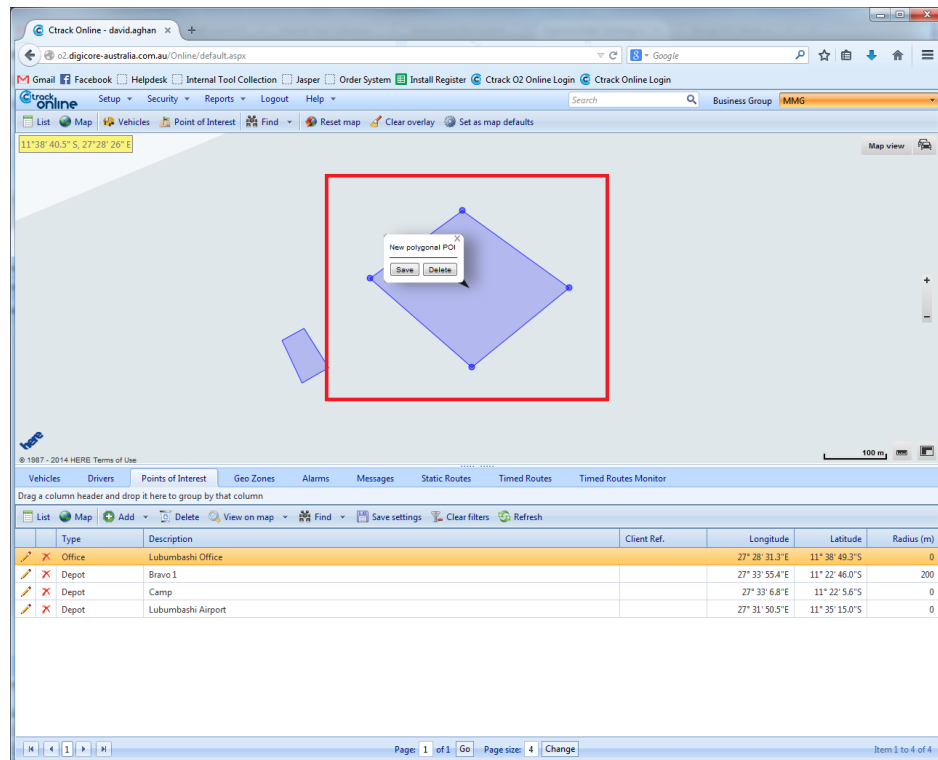 Ctrack Online - david.aghan × +
o2.digicore-australia.com.au/Online/default.aspx Google
Gmail Facebook Helpdesk Internal Tool Collection Jasper Order System Install Register Ctrack O2 Online Login Ctrack Online Login
Ctrack online Setup Security Reports Logout Help Search Business Group MMG
List Map Vehicles Point of Interest Find Reset map Clear overlay Set as map defaults
11°38' 40.5" S, 27°28' 26" E Map view
New polygonal POI
Save Delete
+
−
here
© 1987 - 2014 HERE Terms of Use 100 m
Vehicles Drivers Points of Interest Geo Zones Alarms Messages Static Routes Timed Routes Timed Routes Monitor
Drag a column header and drop it here to group by that column
List Map Add Delete View on map Find Save settings Clear filters Refresh
Type Description Client Ref. Longitude Latitude Radius (m)
Office Lubumbashi Office 27° 28' 31.3"E 11° 38' 49.3"S 0
Depot Bravo 1 27° 33' 55.4"E 11° 22' 46.0"S 200
Depot Camp 27° 33' 6.8"E 11° 22' 5.6"S 0
Depot Lubumbashi Airport 27° 31' 50.5"E 11° 35' 15.0"S 0
1 Page: 1 of 1 Go Page size: 4 Change Item 1 to 4 of 4